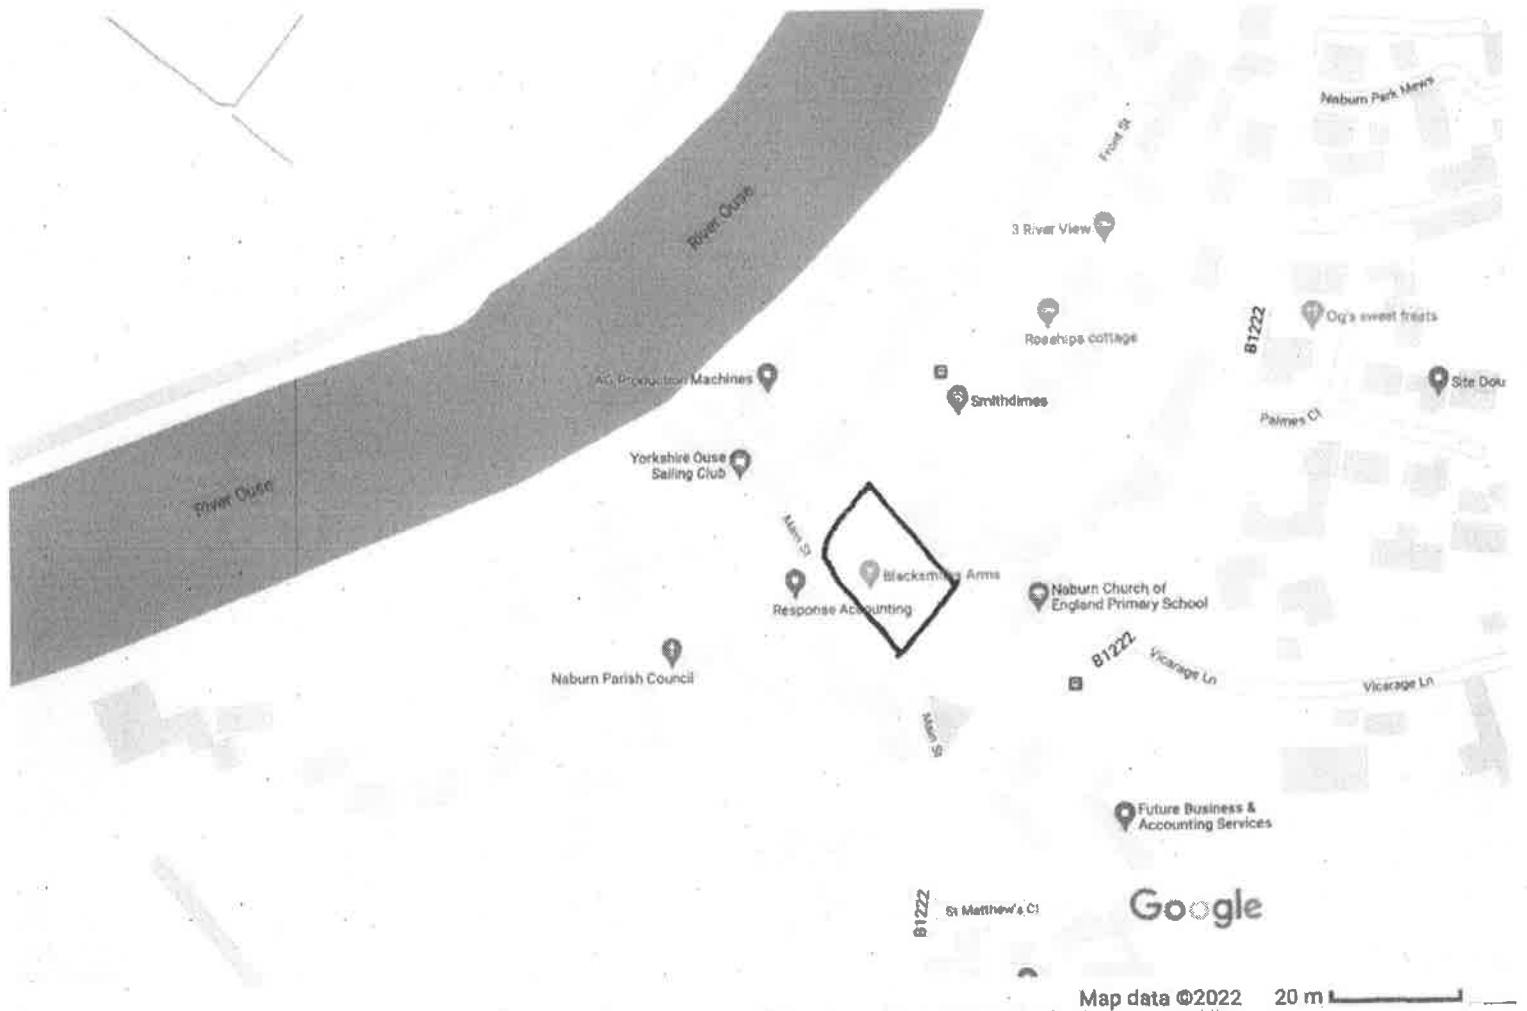 Naburn Park Mews
Front St
River Ouse
3 River View
B1222
Og's sweet treats
Roships cottage
AG Production Machines
Smithdimes
Site Dou
Palmes Ct
Yorkshire Ouse
Sailing Club
River Ouse
Main St
Blacksmiths Arms
Response Accounting
Naburn Church of
England Primary School
B1222
Vicarage Ln
Vicarage Ln
Naburn Parish Council
Main St
Future Business &
Accounting Services
B1222
St Matthew's Cl
Google
Map data ©2022
20 m